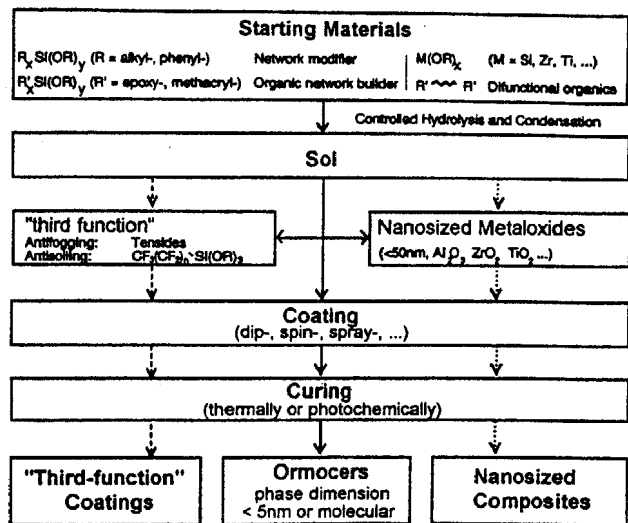 Starting Materials
RₓSi(OR)ᵧ (R = alkyl-, phenyl-) Network modifier M(OR)ₓ (M = Si, Zr, Ti, ...)
R'ₓSi(OR)ᵧ (R' = epoxy-, methacryl-) Organic network builder R' R' Difunctional organics
Controlled Hydrolysis and Condensation
Sol
"third function"
Antifogging: Tensides
Antisoiling: CF₃(CF₂)ₙ-Si(OR)₃
Nanosized Metaloxides
(<50nm, Al₂O₃ ZrO₂ TiO₂ ...)
Coating
(dip-, spin-, spray-, ...)
Curing
(thermally or photochemically)
"Third-function"
Coatings
Ormocers
phase dimension
< 5nm or molecular
Nanosized
Composites